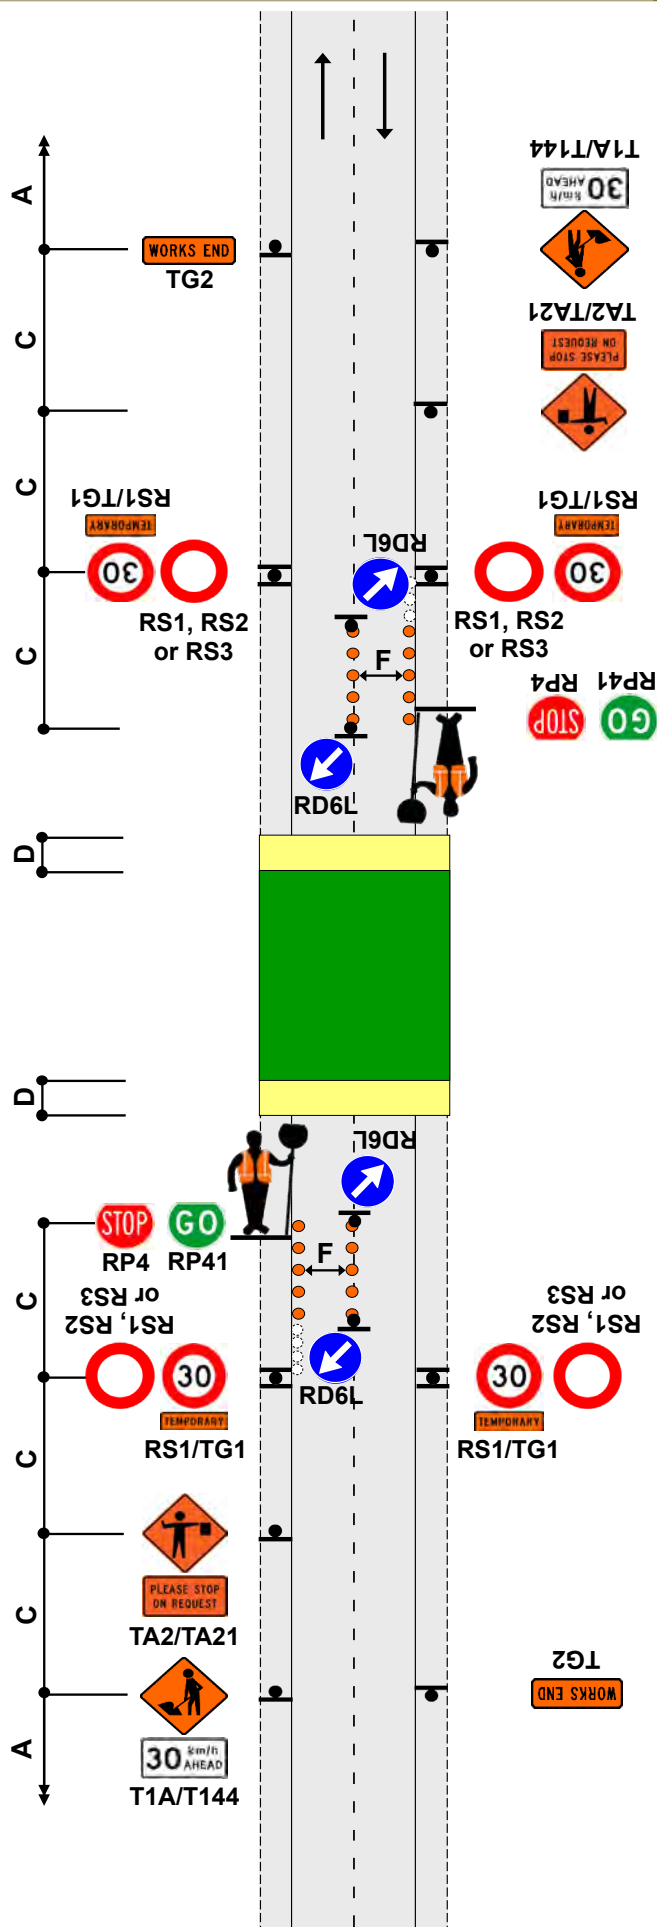 T1A/T144
30 km/h
AHEAD
A
WORKS END
TG2
TA2/TA21
PLEASE STOP
ON REQUEST
C
C
RS1/TG1
TEMPORARY
30
RS1, RS2
or RS3
RD6L
RS1/TG1
TEMPORARY
30
RS1, RS2
or RS3
C
F
RP4
RP41
STOP
GO
RD6L
D
D
RD6L
STOP
GO
RP4
RP41
F
C
RS1, RS2
or RS3
30
TEMPORARY
RS1/TG1
RD6L
RS1, RS2
or RS3
30
TEMPORARY
RS1/TG1
C
PLEASE STOP
ON REQUEST
TA2/TA21
C
TG2
WORKS END
A
30 km/h
AHEAD
T1A/T144